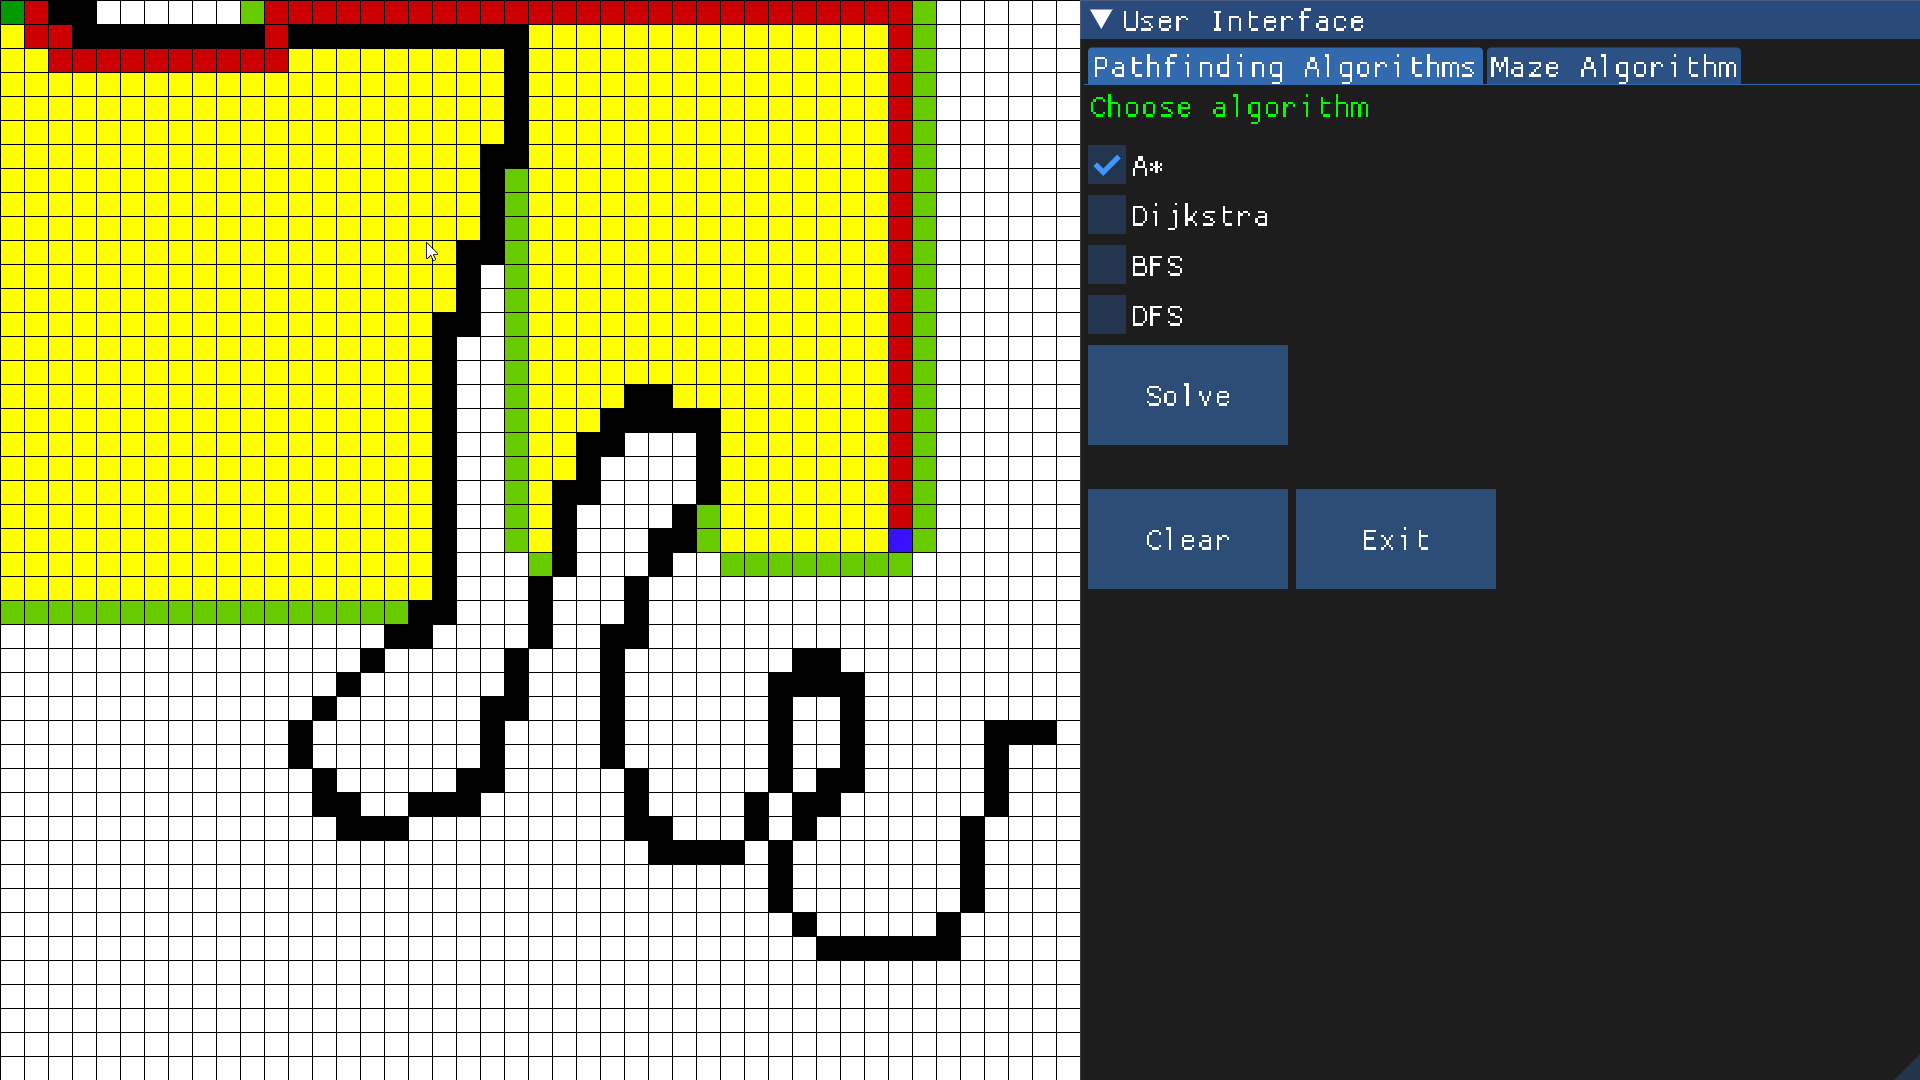 User Interface
Pathfinding Algorithms Maze Algorithm
Choose algorithm
A*
Dijkstra
BFS
DFS
Solve
Clear Exit